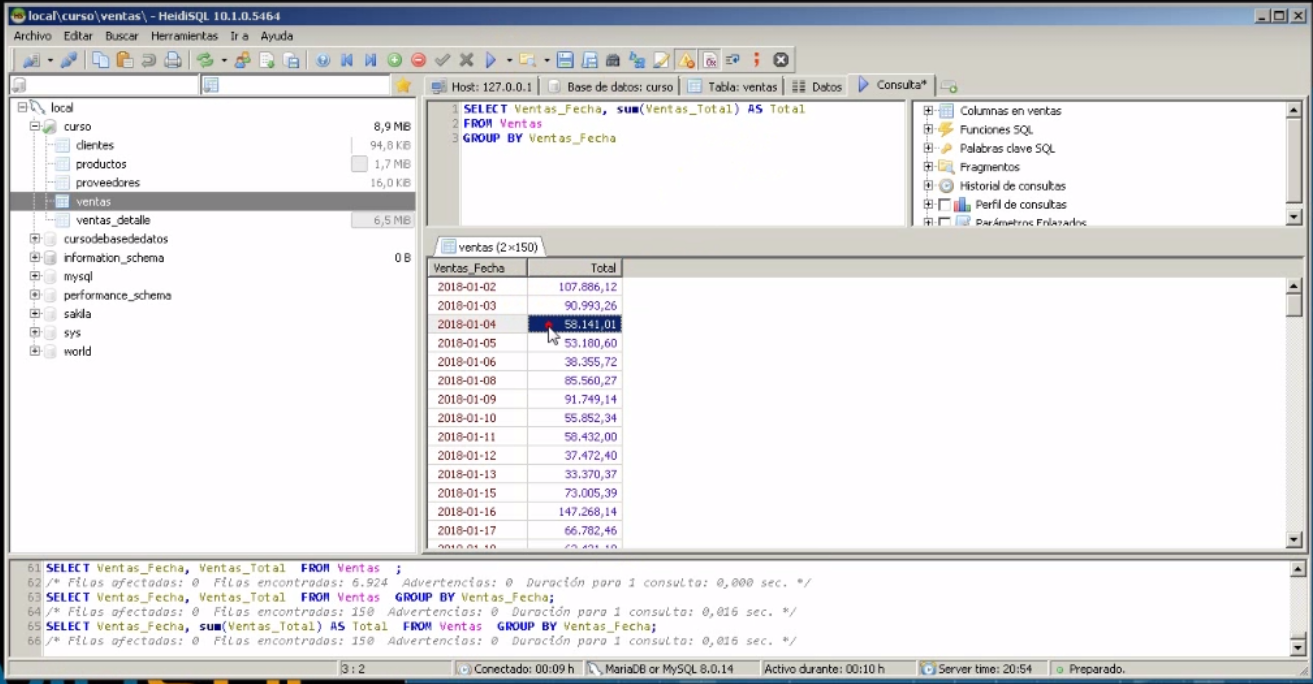 local\curso\ventas\ - HeidiSQL 10.1.0.5464
Archivo Editar Buscar Herramientas Ir a Ayuda
Host: 127.0.0.1 Base de datos: curso Tabla: ventas Datos Consulta*
local
curso 8,9 MiB
clientes 94,8 KiB
productos 1,7 MiB
proveedores 16,0 KiB
ventas
ventas_detalle 6,5 MiB
cursodebasededatos
information_schema 0 B
mysql
performance_schema
sakila
sys
world
1 SELECT Ventas_Fecha, sum(Ventas_Total) AS Total
2 FROM Ventas
3 GROUP BY Ventas_Fecha
Columnas en ventas
Funciones SQL
Palabras clave SQL
Fragmentos
Historial de consultas
Perfil de consultas
Parámetros Enlazados
ventas (2×150)
Ventas_Fecha Total
2018-01-02 107.886,12
2018-01-03 90.993,26
2018-01-04 58.141,01
2018-01-05 53.180,60
2018-01-06 38.355,72
2018-01-08 85.560,27
2018-01-09 91.749,14
2018-01-10 55.852,34
2018-01-11 58.432,00
2018-01-12 37.472,40
2018-01-13 33.370,37
2018-01-15 73.005,39
2018-01-16 147.268,14
2018-01-17 66.782,46
61 SELECT Ventas_Fecha, Ventas_Total FROM Ventas ;
62 /* Filas afectadas: 0 Filas encontradas: 6.924 Advertencias: 0 Duración para 1 consulta: 0,000 sec. */
63 SELECT Ventas_Fecha, Ventas_Total FROM Ventas GROUP BY Ventas_Fecha;
64 /* Filas afectadas: 0 Filas encontradas: 150 Advertencias: 0 Duración para 1 consulta: 0,016 sec. */
65 SELECT Ventas_Fecha, sum(Ventas_Total) AS Total FROM Ventas GROUP BY Ventas_Fecha;
66 /* Filas afectadas: 0 Filas encontradas: 150 Advertencias: 0 Duración para 1 consulta: 0,016 sec. */
3 : 2 Conectado: 00:09 h MariaDB or MySQL 8.0.14 Activo durante: 00:10 h Server time: 20:54 Preparado.